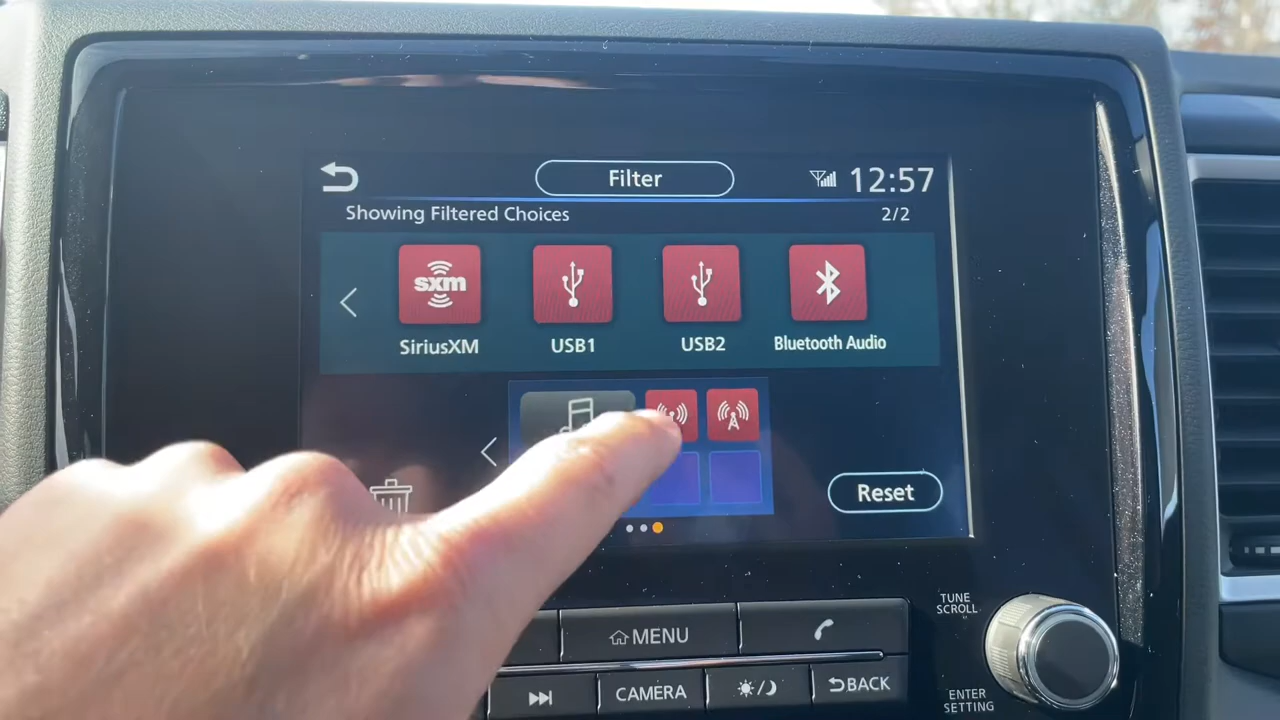 Filter
12:57
Showing Filtered Choices
2/2
sxm
SiriusXM
USB1
USB2
Bluetooth Audio
Reset
TUNE
SCROLL
MENU
CAMERA
BACK
ENTER
SETTING